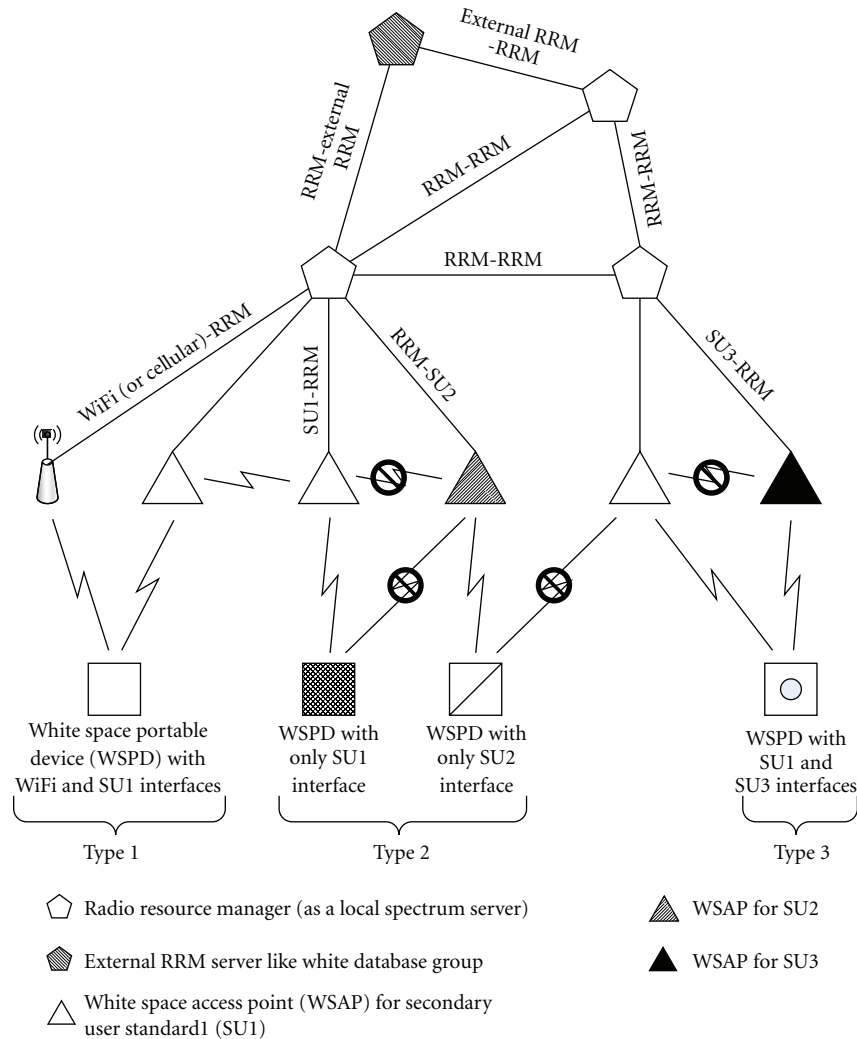 External RRM
-RRM
RRM-external
RRM
RRM-RRM
RRM-RRM
RRM-RRM
WiFi (or cellular)-RRM
SU1-RRM
RRM-SU2
SU3-RRM
White space portable
device (WSPD) with
WiFi and SU1 interfaces
WSPD with
only SU1
interface
WSPD with
only SU2
interface
WSPD with
SU1 and
SU3 interfaces
Type 1
Type 2
Type 3
Radio resource manager (as a local spectrum server)
External RRM server like white database group
White space access point (WSAP) for secondary
user standard1 (SU1)
WSAP for SU2
WSAP for SU3